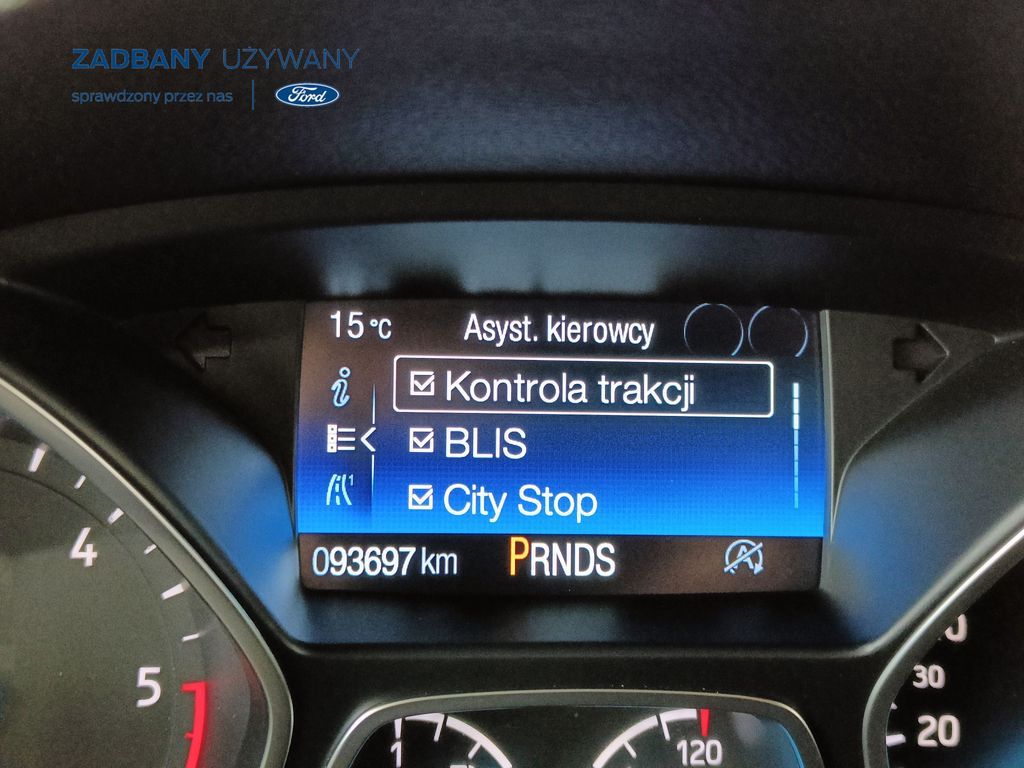 ZADBANY UŻYWANY
sprawdzony przez nas
Ford
15 °C
Asyst. kierowcy
Kontrola trakcji
BLIS
1
City Stop
093697 km
PRNDS
A
4
5
1
120
30
20